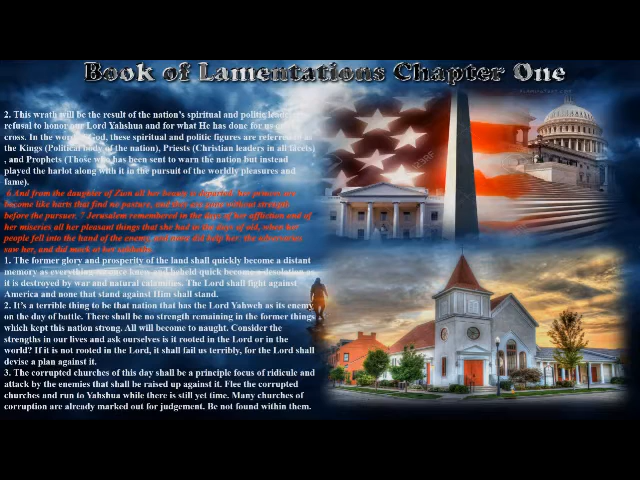 Book of Lamentations Chapter One
2. This wrath will be the result of the nation's spiritual and politic leaders
refusal to honor our Lord Yahshua and for what He has done for us
cross. In the word God, these spiritual and politic figures are referred
the Kings (Political body of the nation), Priests (Christian leaders in all facets)
, and Prophets (Those who has been sent to warn the nation but instead
played the harlot along with it in the pursuit of the worldly pleasures and
fame).
6 And from the daughter of Zion all her beauty is departed: her princes are
become like harts that find no pasture, and they are gone without strength
before the pursuer. 7 Jerusalem remembered in the days of her affliction and of
her miseries all her pleasant things that she had in the days of old, when her
people fell into the hand of the enemy, and none did help her: the adversaries
saw her, and did mock at her sabbaths.
1. The former glory and prosperity of the land shall quickly become a distant
memory as everything once knew and held quick become a desolation as
it is destroyed by war and natural calamities. The Lord shall fight against
America and none that stand against Him shall stand.
2. It's a terrible thing to be that nation that has the Lord Yahweh as its enemy
on the day of battle. There shall be no strength remaining in the former things
which kept this nation strong. All will become to naught. Consider the
strengths in our lives and ask ourselves is it rooted in the Lord or in the
world? If it is not rooted in the Lord, it shall fail us terribly, for the Lord shall
devise a plan against it.
3. The corrupted churches of this day shall be a principle focus of ridicule and
attack by the enemies that shall be raised up against it. Flee the corrupted
churches and run to Yahshua while there is still yet time. Many churches of
corruption are already marked out for judgement. Be not found within them.